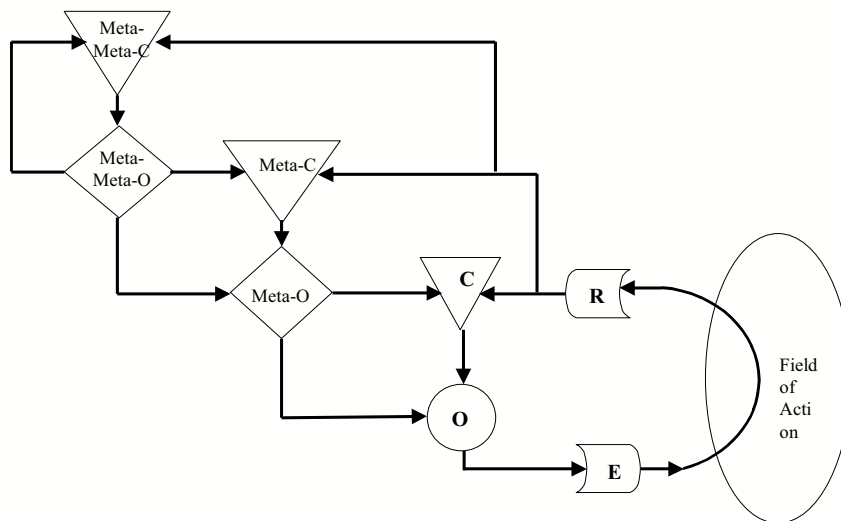 Meta-
Meta-C
Meta-
Meta-O
Meta-C
Meta-O
C
R
O
E
Field
of
Acti
on